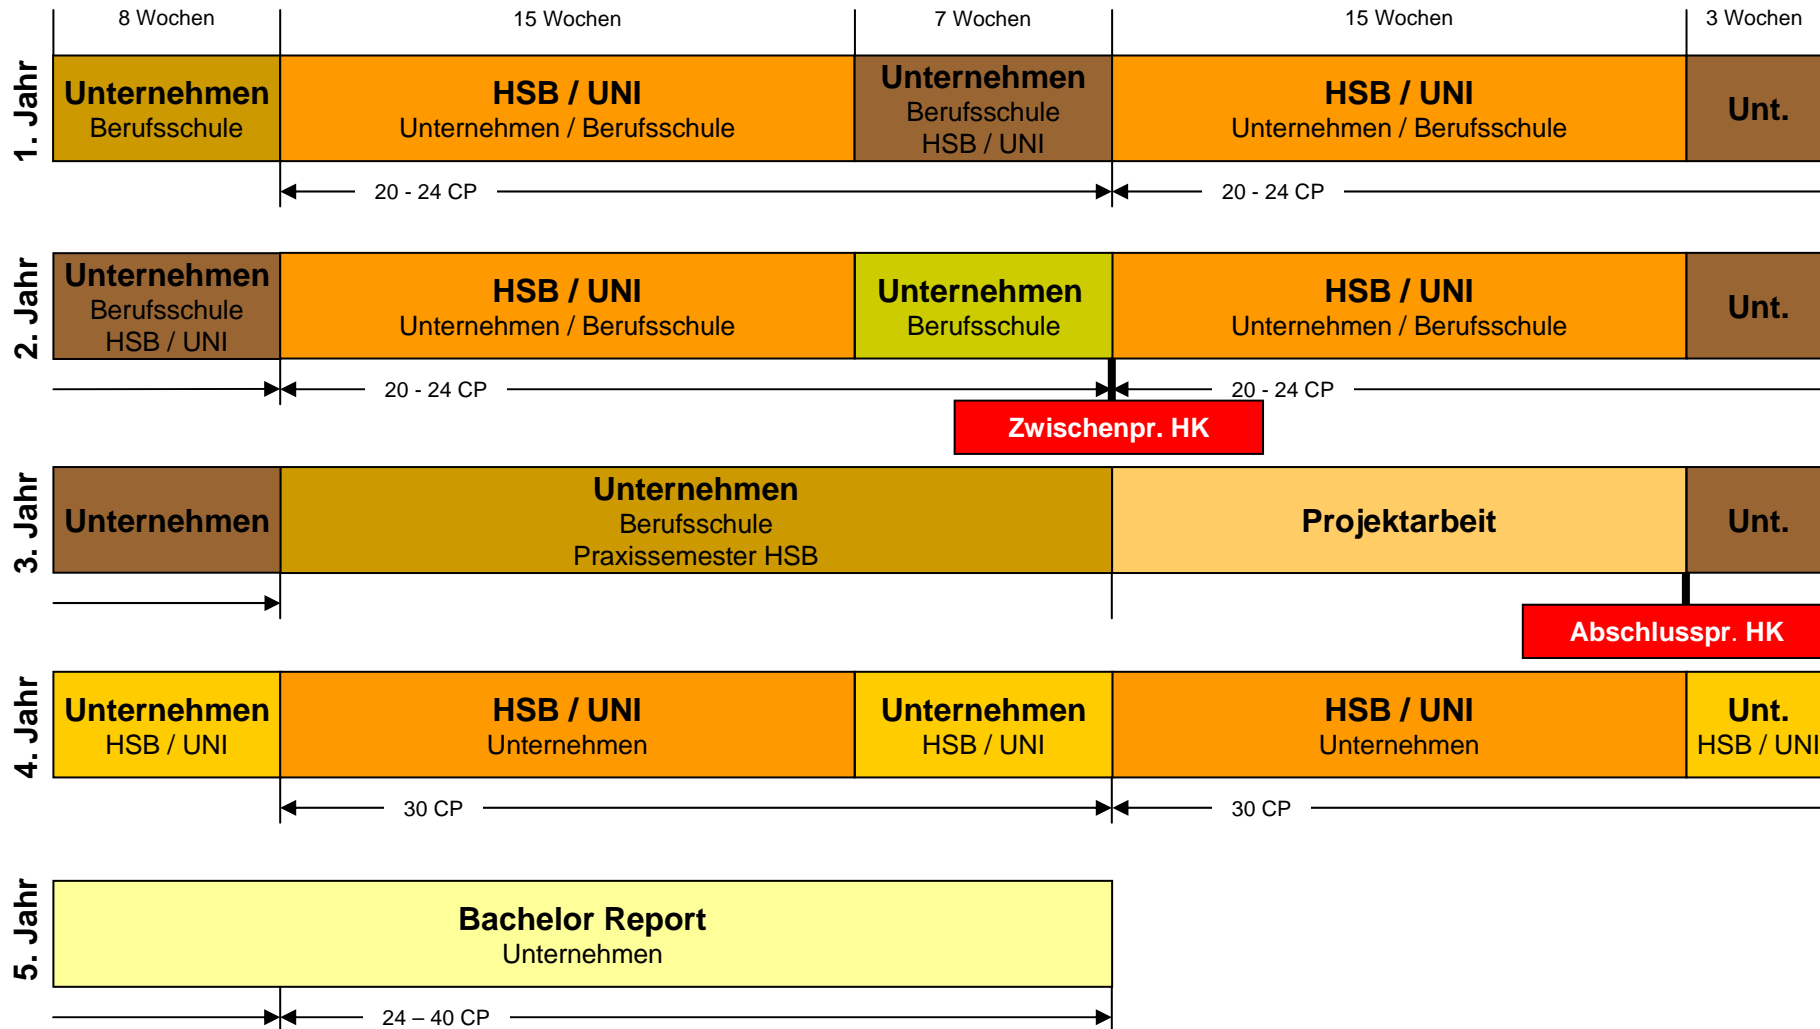 8 Wochen
15 Wochen
7 Wochen
15 Wochen
3 Wochen
1. Jahr
Unternehmen
Berufsschule
HSB / UNI
Unternehmen / Berufsschule
Unternehmen
Berufsschule
HSB / UNI
HSB / UNI
Unternehmen / Berufsschule
Unt.
20 - 24 CP
20 - 24 CP
2. Jahr
Unternehmen
Berufsschule
HSB / UNI
HSB / UNI
Unternehmen / Berufsschule
Unternehmen
Berufsschule
HSB / UNI
Unternehmen / Berufsschule
Unt.
20 - 24 CP
20 - 24 CP
Zwischenpr. HK
3. Jahr
Unternehmen
Unternehmen
Berufsschule
Praxissemester HSB
Projektarbeit
Unt.
Abschlusspr. HK
4. Jahr
Unternehmen
HSB / UNI
HSB / UNI
Unternehmen
Unternehmen
HSB / UNI
HSB / UNI
Unternehmen
Unt.
HSB / UNI
30 CP
30 CP
5. Jahr
Bachelor Report
Unternehmen
24 – 40 CP